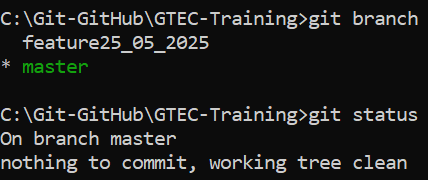 C:\Git-GitHub\GTEC-Training>git branch
  feature25_05_2025
* master
C:\Git-GitHub\GTEC-Training>git status
On branch master
nothing to commit, working tree clean